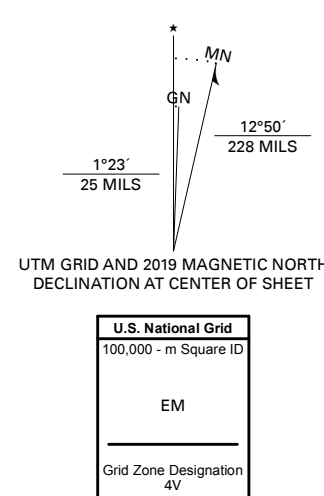 ★
MN
GN
12°50´
228 MILS
1°23´
25 MILS
UTM GRID AND 2019 MAGNETIC NORTH
DECLINATION AT CENTER OF SHEET
U.S. National Grid
100,000 - m Square ID
EM
Grid Zone Designation
4V